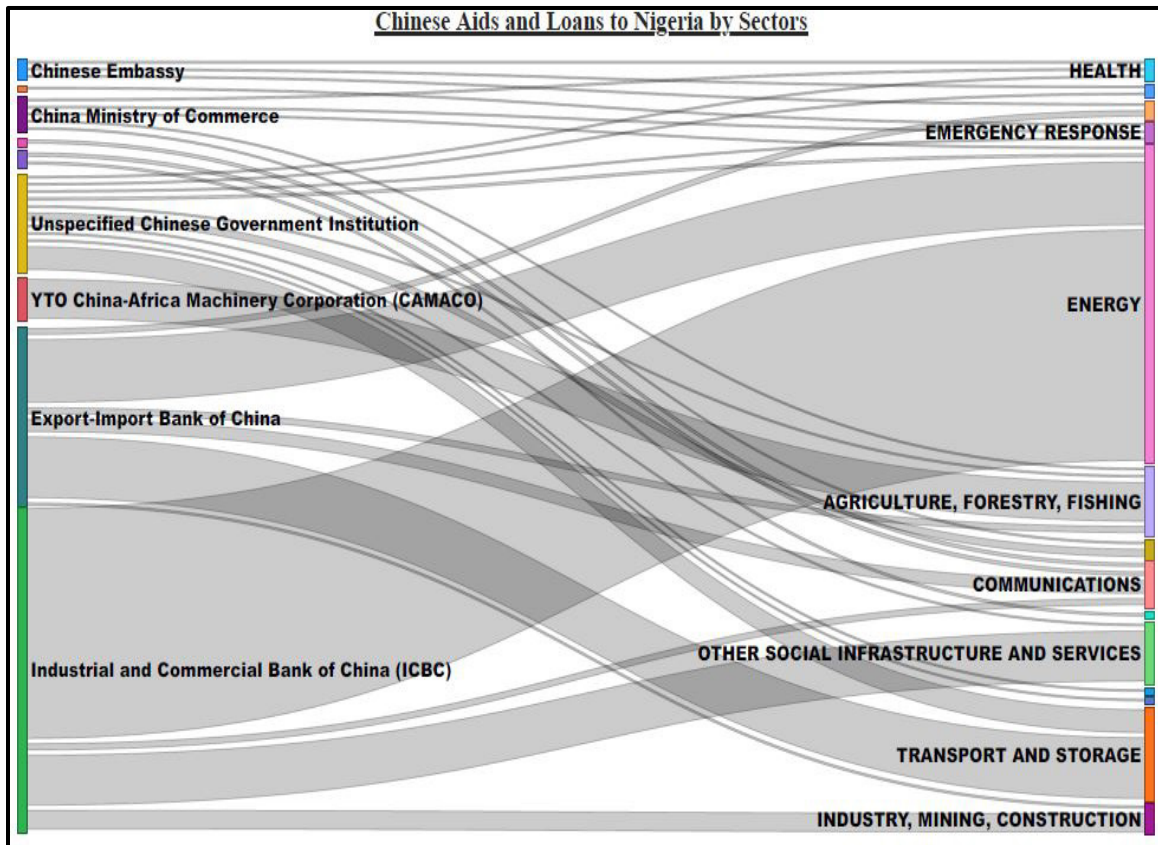 Chinese Aids and Loans to Nigeria by Sectors
Chinese Embassy
China Ministry of Commerce
Unspecified Chinese Government Institution
YTO China-Africa Machinery Corporation (CAMACO)
Export-Import Bank of China
Industrial and Commercial Bank of China (ICBC)
HEALTH
EMERGENCY RESPONSE
ENERGY
AGRICULTURE, FORESTRY, FISHING
COMMUNICATIONS
OTHER SOCIAL INFRASTRUCTURE AND SERVICES
TRANSPORT AND STORAGE
INDUSTRY, MINING, CONSTRUCTION